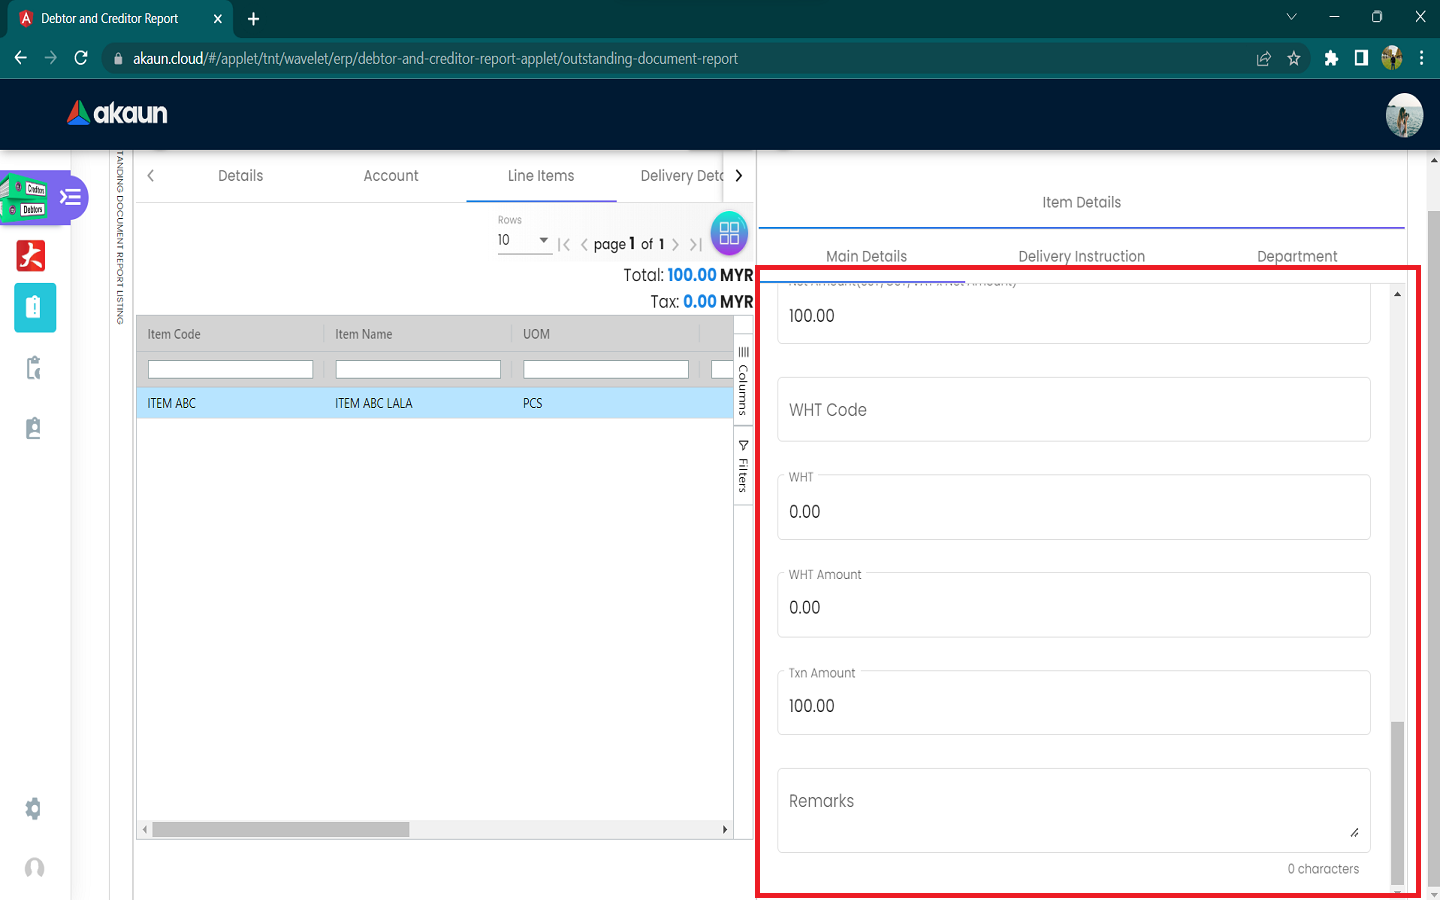 Debtor and Creditor Report
akaun.cloud/#/applet/tnt/wavelet/erp/debtor-and-creditor-report-applet/outstanding-document-report
akaun
Creditors
Debtors
TANDING DOCUMENT REPORT LISTING
Details
Account
Line Items
Delivery Deta
Rows
10
page 1 of 1
Total: 100.00 MYR
Tax: 0.00 MYR
Item Code
Item Name
UOM
ITEM ABC
ITEM ABC LALA
PCS
Columns
Filters
Item Details
Main Details
Delivery Instruction
Department
100.00
WHT Code
WHT
0.00
WHT Amount
0.00
Txn Amount
100.00
Remarks
0 characters